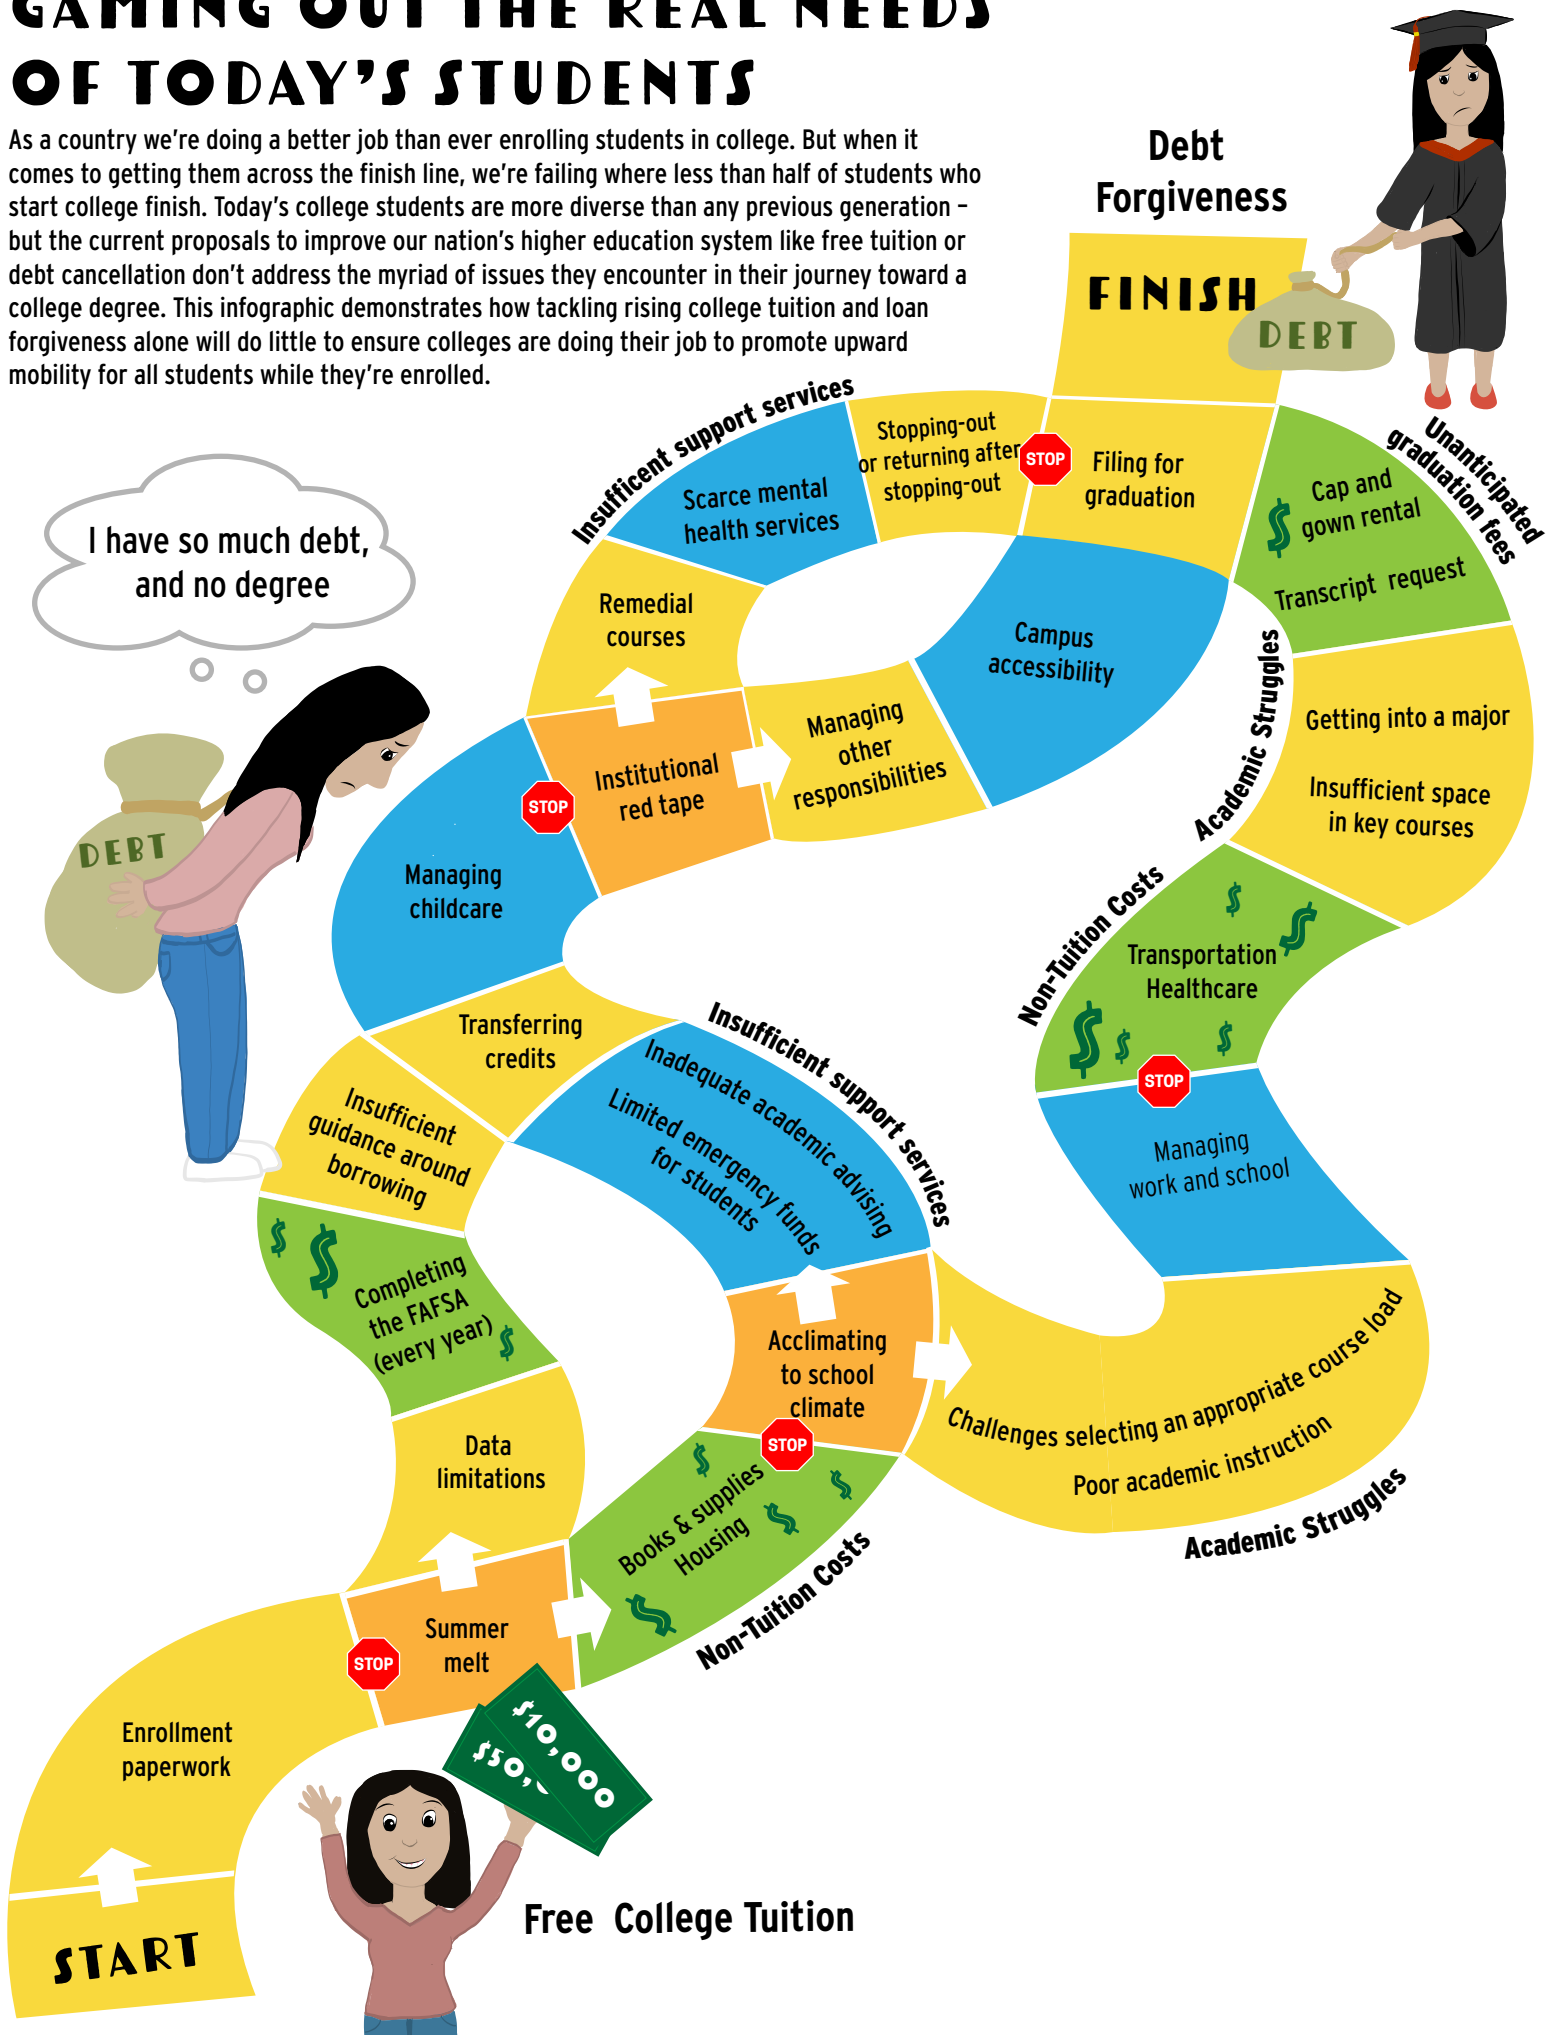 GAMING OUT THE REAL NEEDS
OF TODAY'S STUDENTS
As a country we're doing a better job than ever enrolling students in college. But when it
comes to getting them across the finish line, we're failing where less than half of students who
start college finish. Today's college students are more diverse than any previous generation –
but the current proposals to improve our nation's higher education system like free tuition or
debt cancellation don't address the myriad of issues they encounter in their journey toward a
college degree. This infographic demonstrates how tackling rising college tuition and loan
forgiveness alone will do little to ensure colleges are doing their job to promote upward
mobility for all students while they're enrolled.
Debt
Forgiveness
FINISH
DEBT
Insufficent support services
Stopping-out
or returning after
stopping-out
STOP
Filing for
graduation
Scarce mental
health services
Unanticipated
graduation fees
$
Cap and
gown rental
Transcript request
I have so much debt,
and no degree
Remedial
courses
Campus
accessibility
Academic Struggles
Getting into a major
Insufficient space
in key courses
Managing
other
responsibilities
Institutional
red tape
STOP
DEBT
Managing
childcare
Non-Tuition Costs
$
$
Transportation
Healthcare
$
$
$
STOP
Transferring
credits
Insufficient support services
Inadequate academic advising
Limited emergency funds
for students
Insufficient
guidance around
borrowing
Managing
work and school
$
$
Completing
the FAFSA
(every year)
$
Acclimating
to school
climate
STOP
Challenges selecting an appropriate course load
Poor academic instruction
Academic Struggles
Data
limitations
$
$
Books & supplies
Housing
$
$
Non-Tuition Costs
Summer
melt
STOP
Enrollment
paperwork
$10,000
$50,
Free College Tuition
START